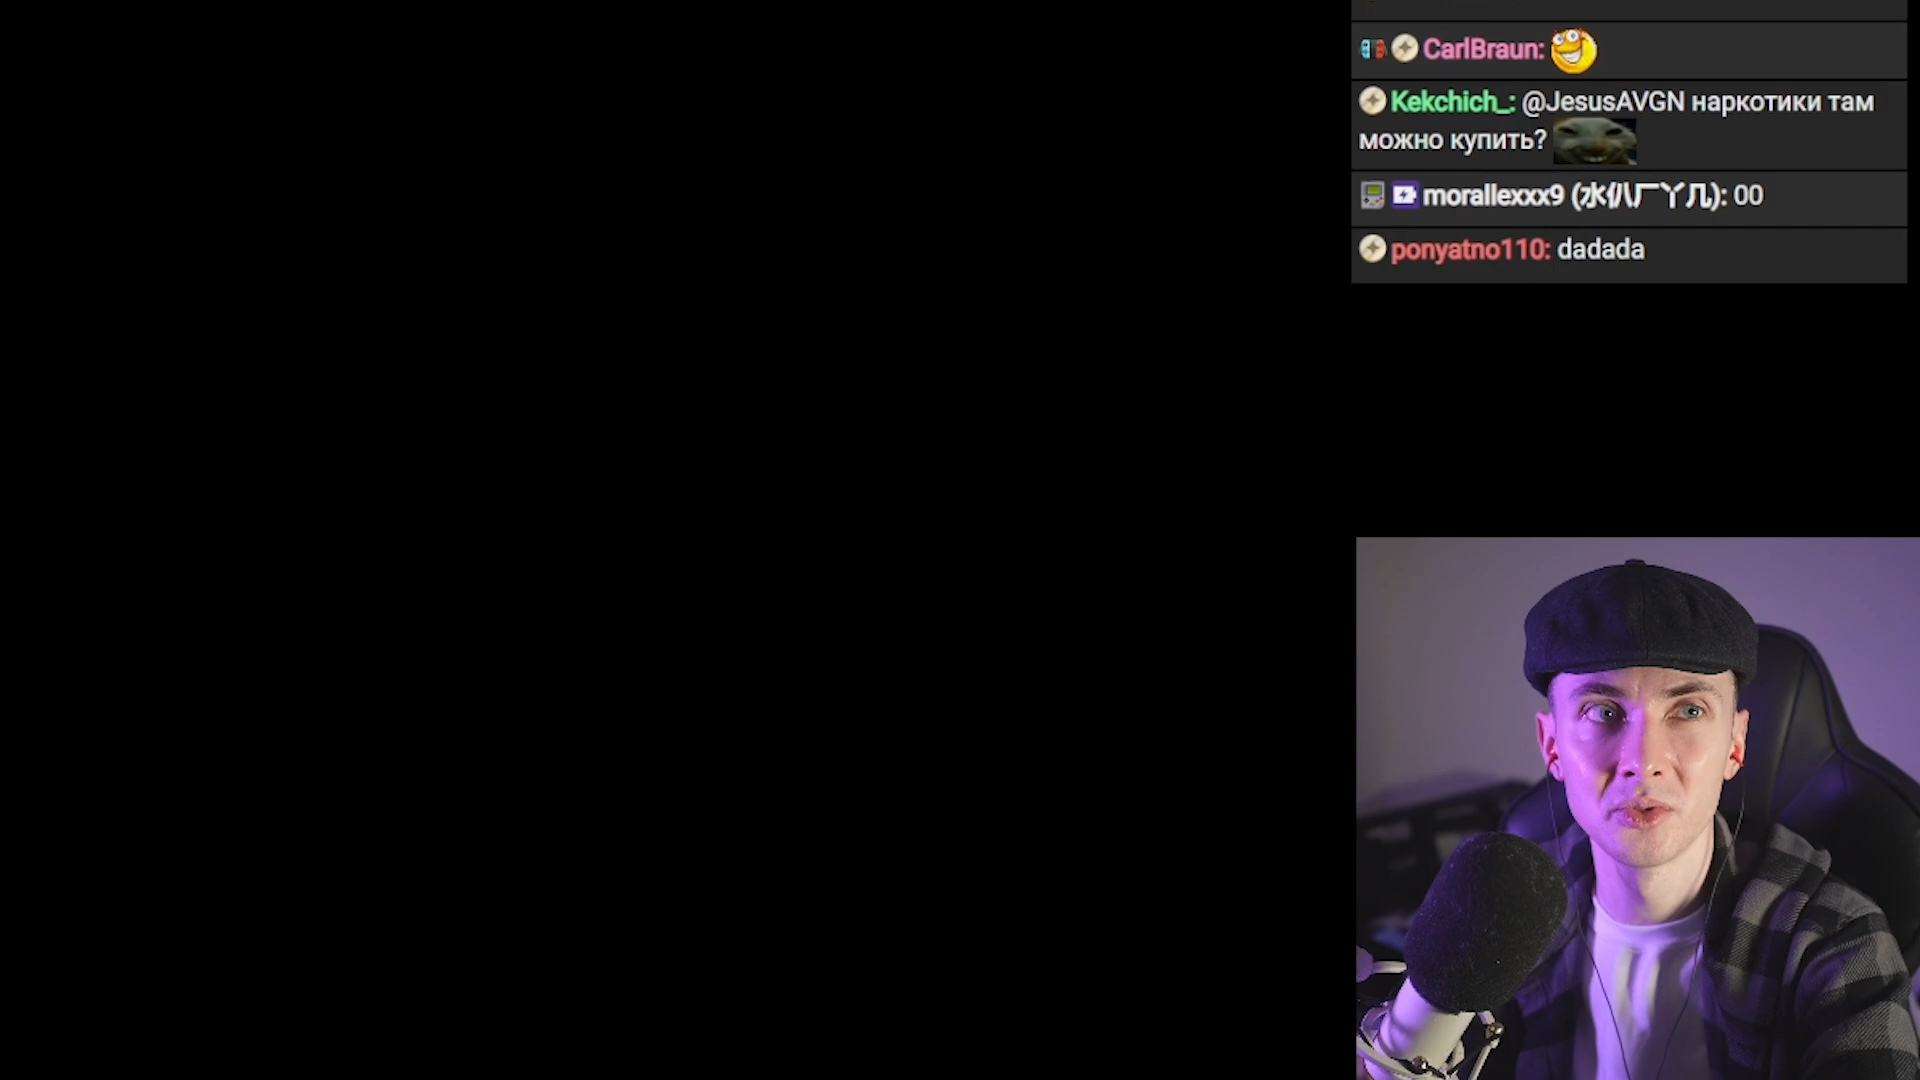 CarlBraun:
Kekchich_: @JesusAVGN наркотики там
можно купить?
morallexxx9 (水仈厂丫几): 00
ponyatno110: dadada